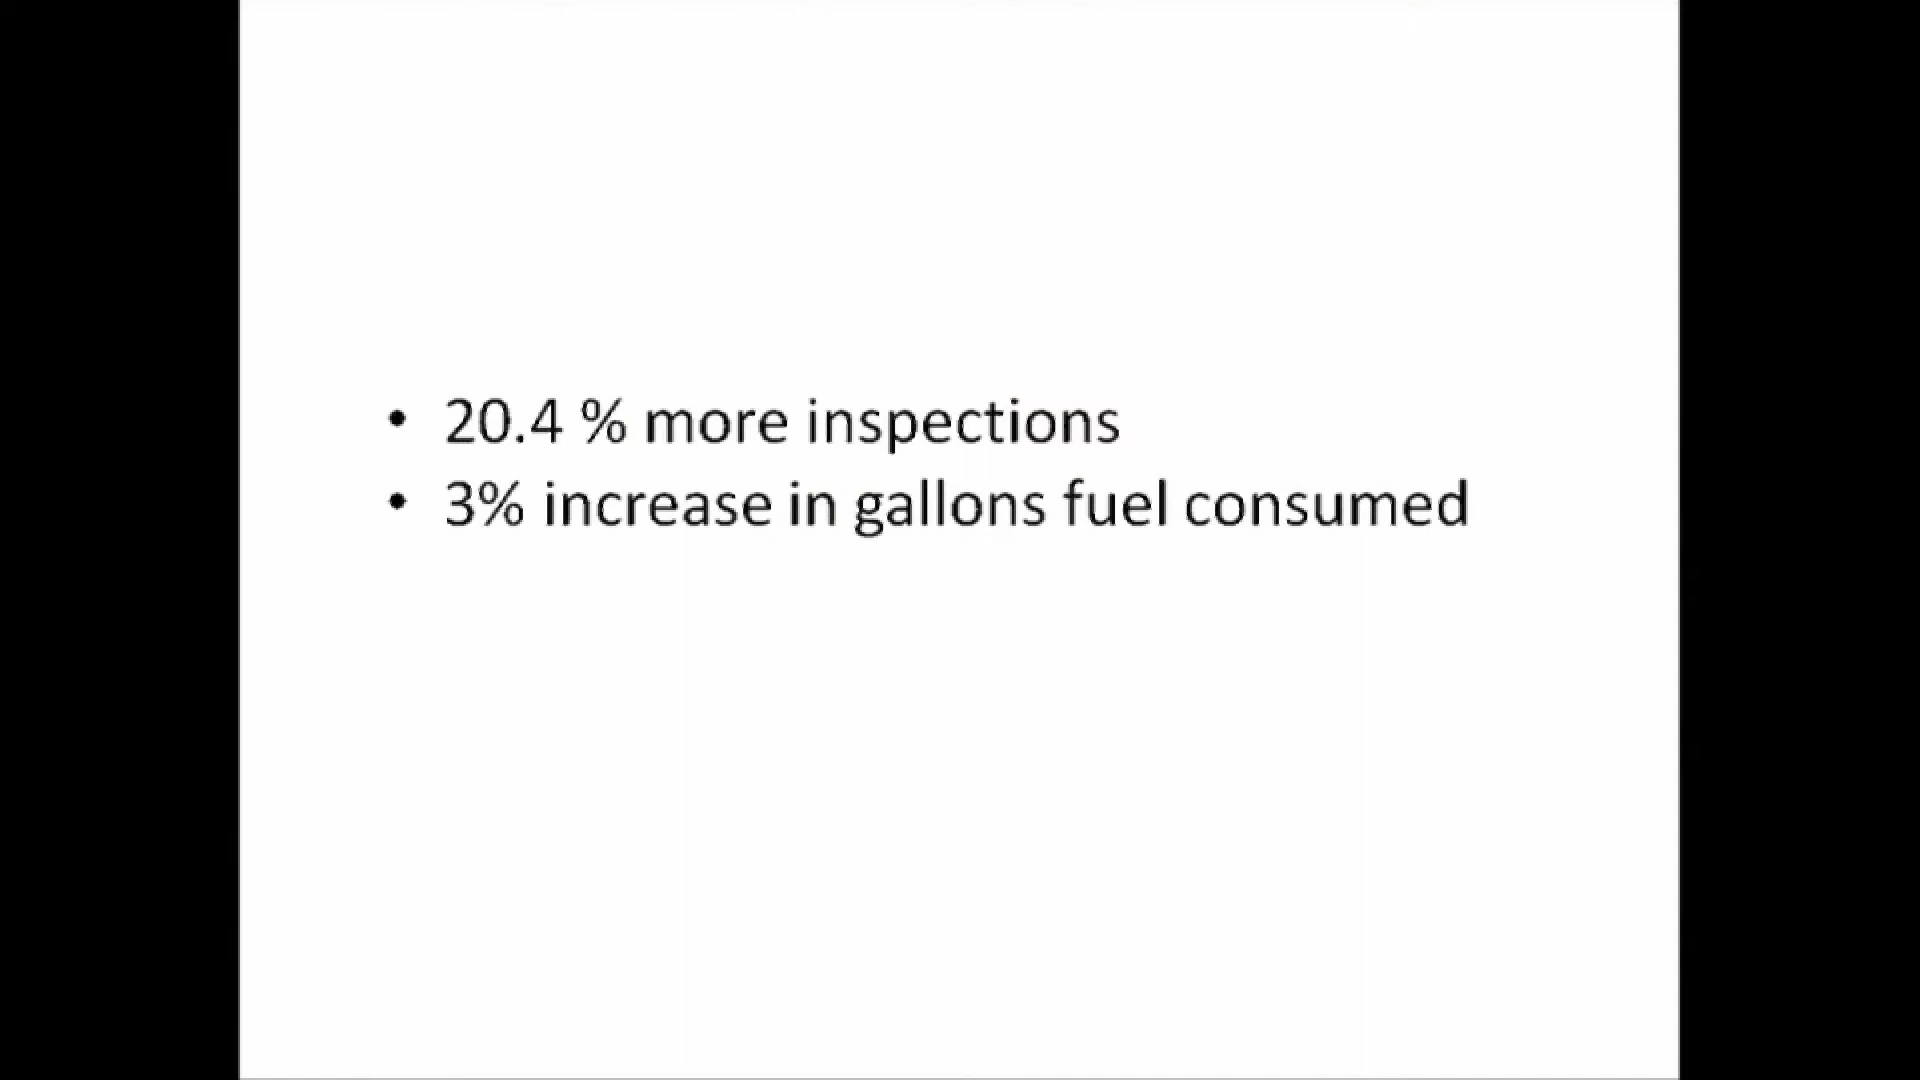 • 20.4 % more inspections
• 3% increase in gallons fuel consumed